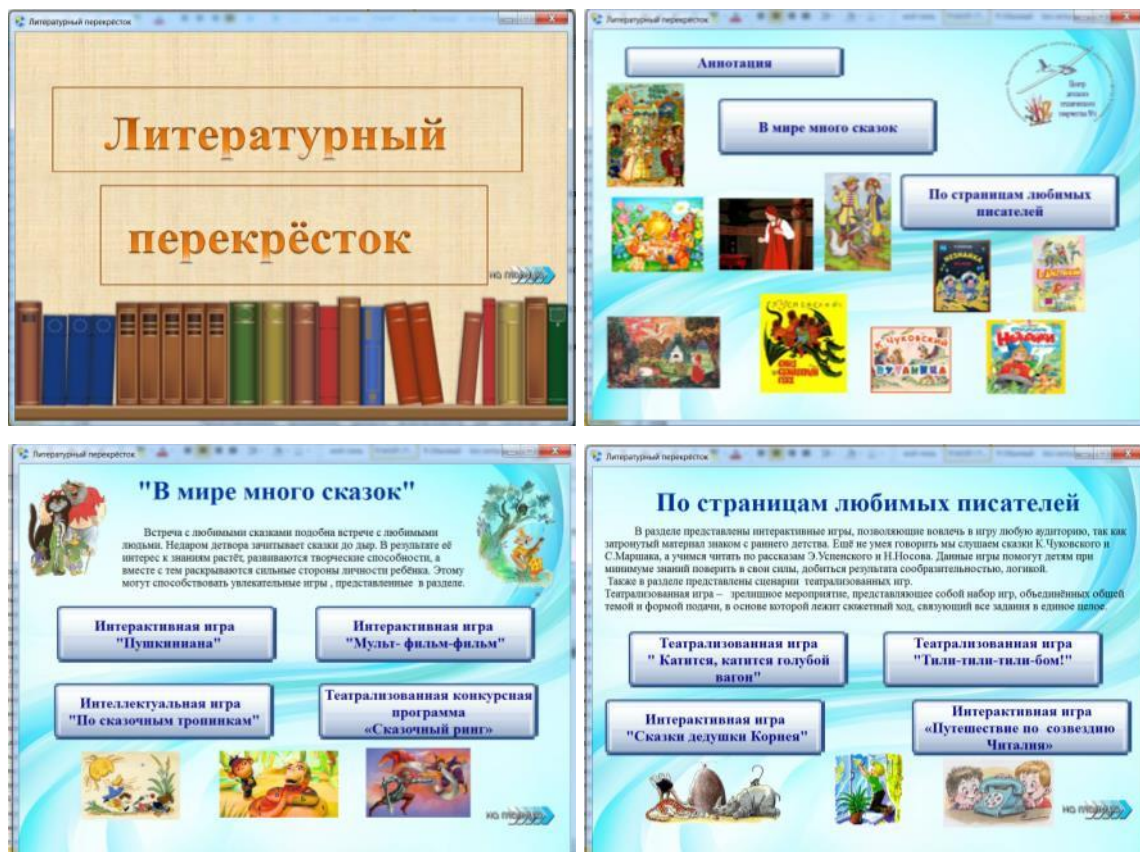 Литературный перекрёсток
Литературный
перекрёсток
на главную
Литературный перекрёсток
Аннотация
Центр
детского
технического
В мире много сказок
По страницам любимых
писателей
НЕЗНАЙКА
К. Чуковский
ПУТАНИЦА
Литературный перекрёсток
"В мире много сказок"
Встреча с любимыми сказками подобна встрече с любимыми
людьми. Недаром детвора зачитывает сказки до дыр. В результате её
интерес к знаниям растёт, развиваются творческие способности, а
вместе с тем раскрываются сильные стороны личности ребёнка. Этому
могут способствовать увлекательные игры , представленные в разделе.
Интерактивная игра
"Пушкиниана"
Интерактивная игра
"Мульт- фильм-фильм"
Интеллектуальная игра
"По сказочным тропинкам"
Театрализованная конкурсная
программа
«Сказочный ринг»
на главную
Литературный перекрёсток
По страницам любимых писателей
В разделе представлены интерактивные игры, позволяющие вовлечь в игру любую аудиторию, так как
затронутый материал знаком с раннего детства. Ещё не умея говорить мы слушаем сказки К.Чуковского и
С.Маршака, а учимся читать по рассказам Э.Успенского и Н.Носова. Данные игры помогут детям при
минимуме знаний поверить в свои силы, добиться результата сообразительностью, логикой.
Также в разделе представлены сценарии театрализованных игр.
Театрализованная игра – зрелищное мероприятие, представляющее собой набор игр, объединённых общей
темой и формой подачи, в основе которой лежит сюжетный ход, связующий все задания в единое целое.
Театрализованная игра
" Катится, катится голубой
вагон"
Театрализованная игра
"Тили-тили-тили-бом!"
Интерактивная игра
"Сказки дедушки Корнея"
Интерактивная игра
«Путешествие по созвездию
Читалия»
на главную